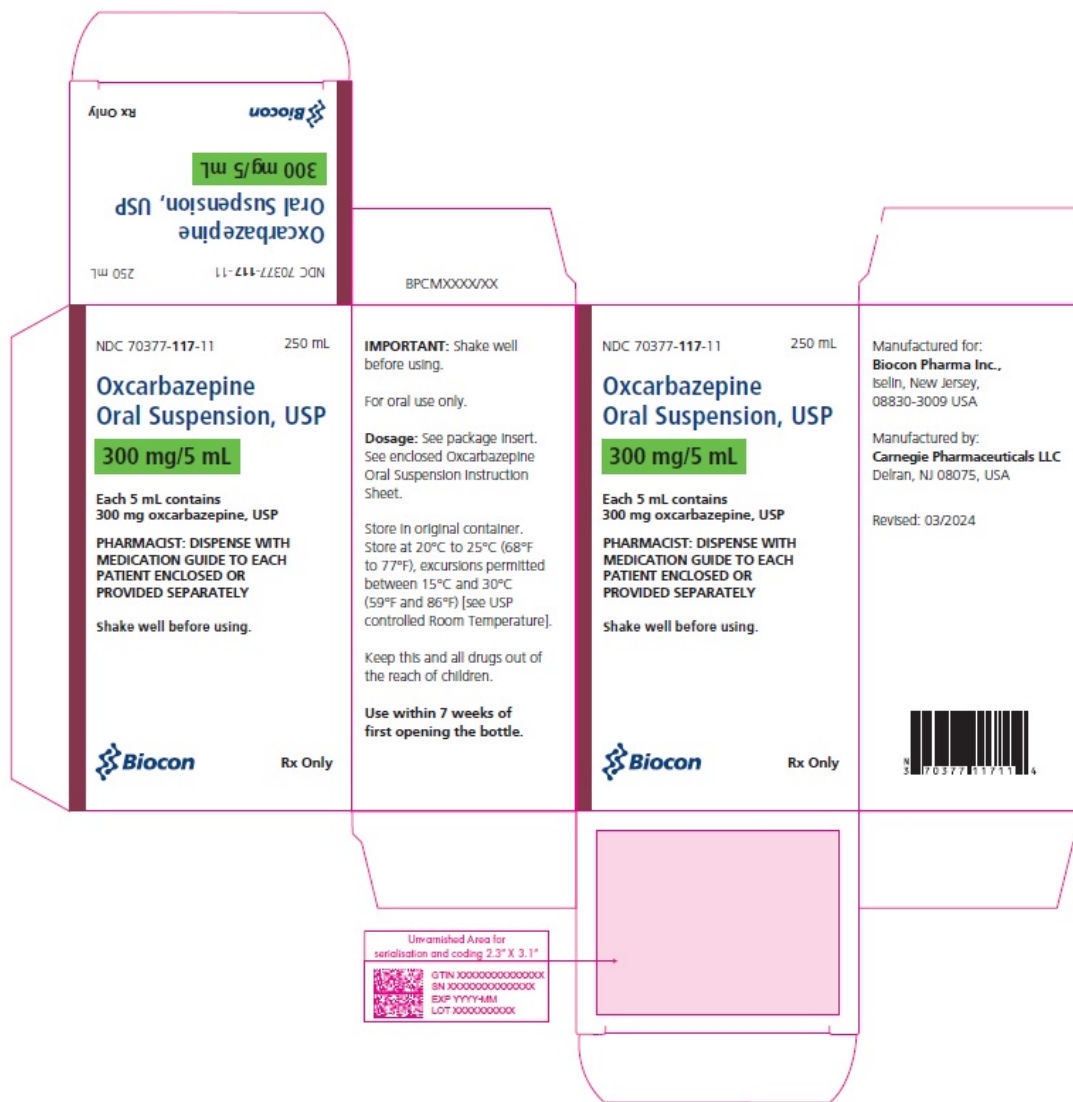 Rx Only
Biocon
300 mg/5 mL
Oxcarbazepine
Oral Suspension, USP
NDC 70377-117-11
250 mL
BPCMXXXX/XX
NDC 70377-117-11
250 mL
Oxcarbazepine
Oral Suspension, USP
300 mg/5 mL
Each 5 mL contains
300 mg oxcarbazepine, USP
PHARMACIST: DISPENSE WITH
MEDICATION GUIDE TO EACH
PATIENT ENCLOSED OR
PROVIDED SEPARATELY
Shake well before using.
Biocon
Rx Only
IMPORTANT: Shake well
before using.
For oral use only.
Dosage: See package insert.
See enclosed Oxcarbazepine
Oral Suspension Instruction
Sheet.
Store in original container.
Store at 20°C to 25°C (68°F
to 77°F), excursions permitted
between 15°C and 30°C
(59°F and 86°F) [see USP
controlled Room Temperature].
Keep this and all drugs out of
the reach of children.
Use within 7 weeks of
first opening the bottle.
NDC 70377-117-11
250 mL
Oxcarbazepine
Oral Suspension, USP
300 mg/5 mL
Each 5 mL contains
300 mg oxcarbazepine, USP
PHARMACIST: DISPENSE WITH
MEDICATION GUIDE TO EACH
PATIENT ENCLOSED OR
PROVIDED SEPARATELY
Shake well before using.
Biocon
Rx Only
Manufactured for:
Biocon Pharma Inc.,
Iselin, New Jersey,
08830-3009 USA
Manufactured by:
Carnegie Pharmaceuticals LLC
Delran, NJ 08075, USA
Revised: 03/2024
N
3 70377 11711 4
Unvarnished Area for
serialisation and coding 2.3" X 3.1"
GTIN XXXXXXXXXXXXXX
SN XXXXXXXXXXXXXX
EXP YYYY-MM
LOT XXXXXXXXXX